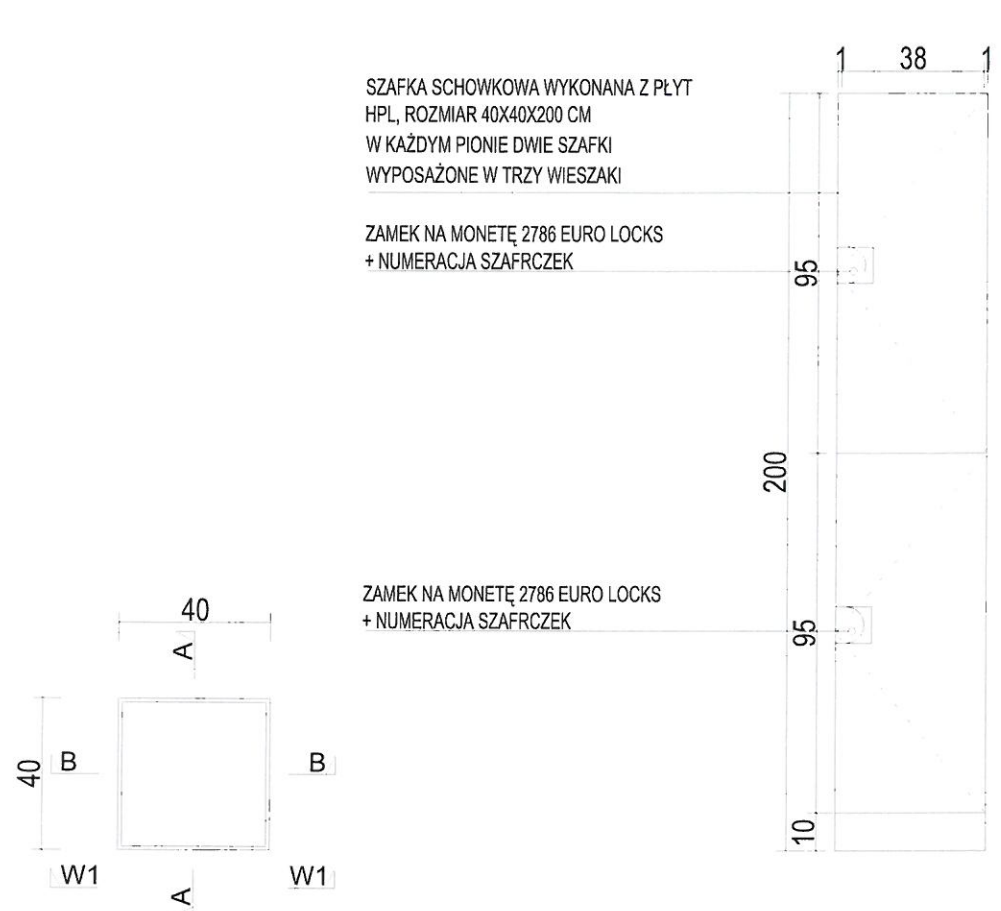 1 38 1
SZAFKA SCHOWKOWA WYKONANA Z PŁYT
HPL, ROZMIAR 40X40X200 CM
W KAŻDYM PIONIE DWIE SZAFKI
WYPOSAŻONE W TRZY WIESZAKI
ZAMEK NA MONETĘ 2786 EURO LOCKS
+ NUMERACJA SZAFRCZEK
95
200
ZAMEK NA MONETĘ 2786 EURO LOCKS
+ NUMERACJA SZAFRCZEK
95
10
40
A
40
B B
W1 W1
A